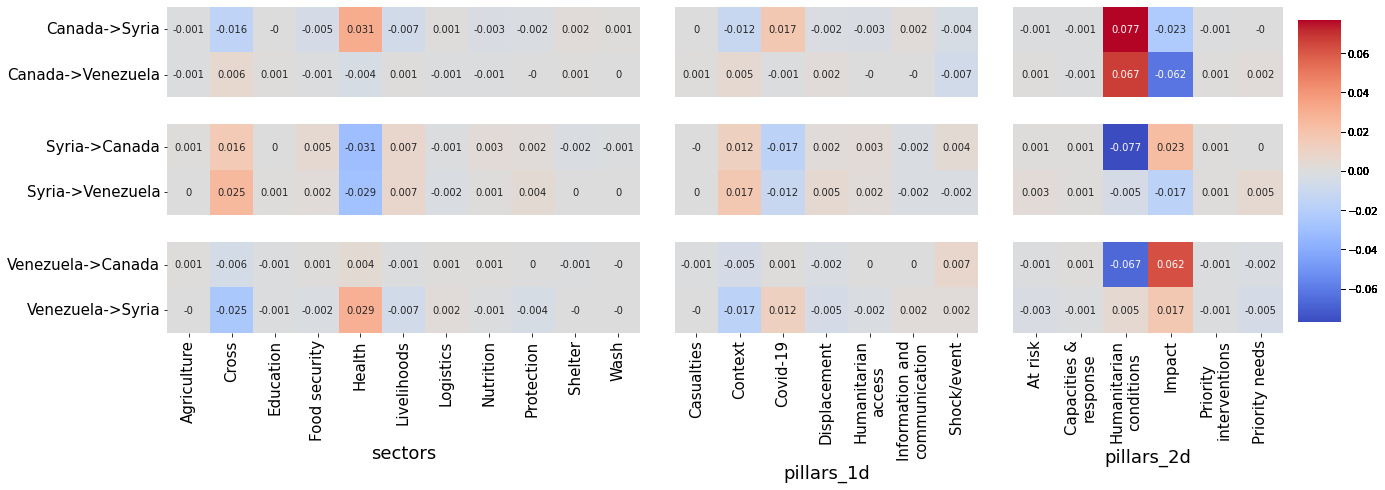 Canada->Syria -0.001 -0.016 -0 -0.005 0.031 -0.007 0.001 -0.003 -0.002 0.002 0.001 0 -0.012 0.017 -0.002 -0.003 0.002 -0.004 -0.001 -0.001 0.077 -0.023 -0.001 -0
Canada->Venezuela -0.001 0.006 0.001 -0.001 -0.004 0.001 -0.001 -0.001 -0 0.001 0 0.001 0.005 -0.001 0.002 -0 -0 -0.007 0.001 -0.001 0.067 -0.062 0.001 0.002
Syria->Canada 0.001 0.016 0 0.005 -0.031 0.007 -0.001 0.003 0.002 -0.002 -0.001 -0 0.012 -0.017 0.002 0.003 -0.002 0.004 0.001 0.001 -0.077 0.023 0.001 0
Syria->Venezuela 0 0.025 0.001 0.002 -0.029 0.007 -0.002 0.001 0.004 0 0 0 0.017 -0.012 0.005 0.002 -0.002 -0.002 0.003 0.001 -0.005 -0.017 0.001 0.005
Venezuela->Canada 0.001 -0.006 -0.001 0.001 0.004 -0.001 0.001 0.001 0 -0.001 -0 -0.001 -0.005 0.001 -0.002 0 0 0.007 -0.001 0.001 -0.067 0.062 -0.001 -0.002
Venezuela->Syria -0 -0.025 -0.001 -0.002 0.029 -0.007 0.002 -0.001 -0.004 -0 -0 -0 -0.017 0.012 -0.005 -0.002 0.002 0.002 -0.003 -0.001 0.005 0.017 -0.001 -0.005
Agriculture
Cross
Education
Food security
Health
Livelihoods
Logistics
Nutrition
Protection
Shelter
Wash
sectors
Casualties
Context
Covid-19
Displacement
Humanitarian
access
Information and
communication
Shock/event
pillars_1d
At risk
Capacities &
response
Humanitarian
conditions
Impact
Priority
interventions
Priority needs
pillars_2d
0.06
0.04
0.02
0.00
−0.02
−0.04
−0.06